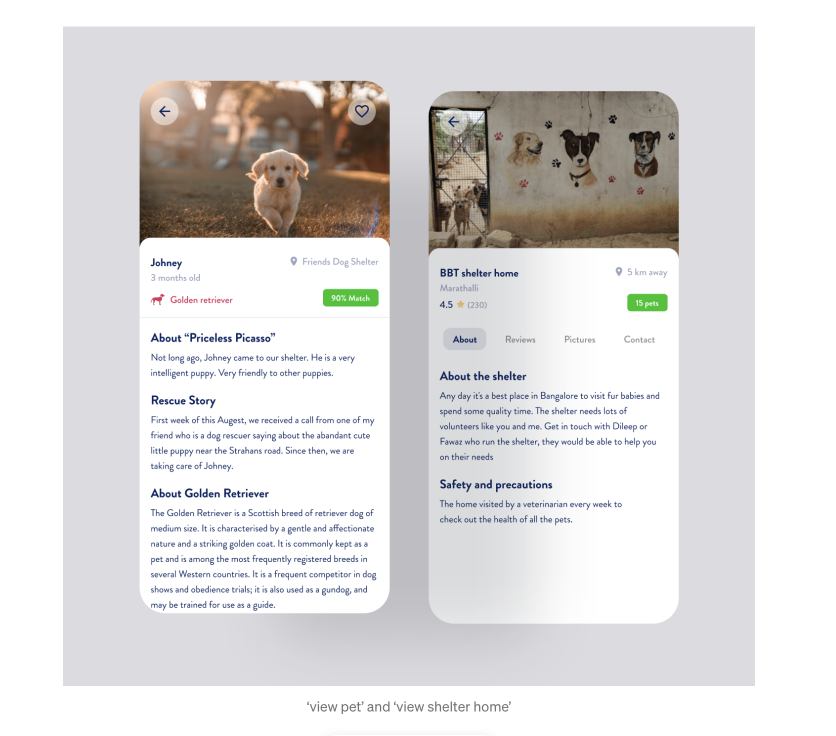 Johney
Friends Dog Shelter
3 months old
Golden retriever
90% Match
About “Priceless Picasso”
Not long ago, Johney came to our shelter. He is a very
intelligent puppy. Very friendly to other puppies.
Rescue Story
First week of this Augest, we received a call from one of my
friend who is a dog rescuer saying about the abandant cute
little puppy near the Strahans road. Since then, we are
taking care of Johney.
About Golden Retriever
The Golden Retriever is a Scottish breed of retriever dog of
medium size. It is characterised by a gentle and affectionate
nature and a striking golden coat. It is commonly kept as a
pet and is among the most frequently registered breeds in
several Western countries. It is a frequent competitor in dog
shows and obedience trials; it is also used as a gundog, and
may be trained for use as a guide.
BBT shelter home
5 km away
Marathalli
4.5 (230)
15 pets
About
Reviews
Pictures
Contact
About the shelter
Any day it's a best place in Bangalore to visit fur babies and
spend some quality time. The shelter needs lots of
volunteers like you and me. Get in touch with Dileep or
Fawaz who run the shelter, they would be able to help you
on their needs
Safety and precautions
The home visited by a veterinarian every week to
check out the health of all the pets.
‘view pet’ and ‘view shelter home’